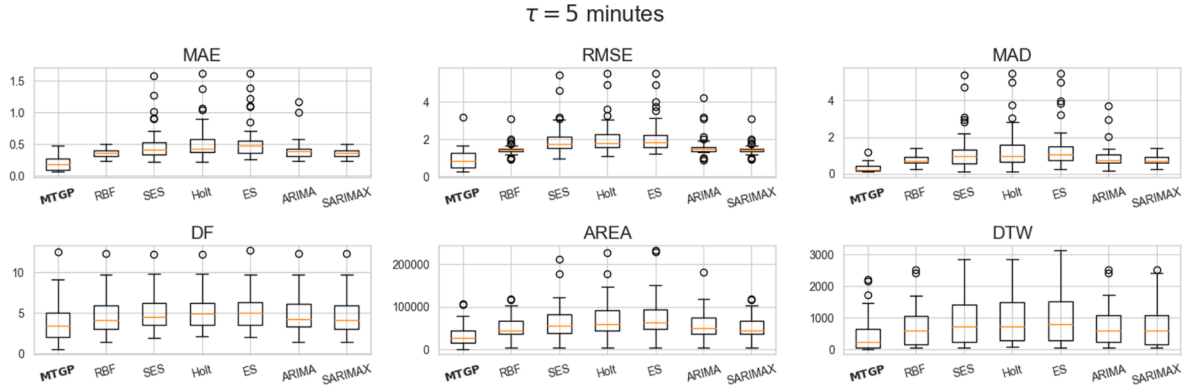 τ = 5 minutes
MAE
1.5
1.0
0.5
0.0
MTGP RBF SES Holt ES ARIMA SARIMAX
RMSE
4
2
0
MTGP RBF SES Holt ES ARIMA SARIMAX
MAD
4
2
0
MTGP RBF SES Holt ES ARIMA SARIMAX
DF
10
5
0
MTGP RBF SES Holt ES ARIMA SARIMAX
AREA
200000
100000
0
MTGP RBF SES Holt ES ARIMA SARIMAX
DTW
3000
2000
1000
0
MTGP RBF SES Holt ES ARIMA SARIMAX